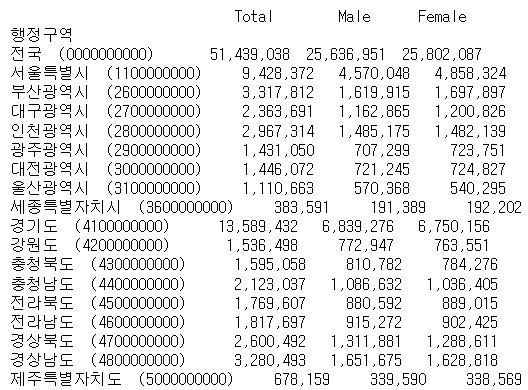 Total Male Female
행정구역
전국 (0000000000) 51,439,038 25,636,951 25,802,087
서울특별시 (1100000000) 9,428,372 4,570,048 4,858,324
부산광역시 (2600000000) 3,317,812 1,619,915 1,697,897
대구광역시 (2700000000) 2,363,691 1,162,865 1,200,826
인천광역시 (2800000000) 2,967,314 1,485,175 1,482,139
광주광역시 (2900000000) 1,431,050 707,299 723,751
대전광역시 (3000000000) 1,446,072 721,245 724,827
울산광역시 (3100000000) 1,110,663 570,368 540,295
세종특별자치시 (3600000000) 383,591 191,389 192,202
경기도 (4100000000) 13,589,432 6,839,276 6,750,156
강원도 (4200000000) 1,536,498 772,947 763,551
충청북도 (4300000000) 1,595,058 810,782 784,276
충청남도 (4400000000) 2,123,037 1,086,632 1,036,405
전라북도 (4500000000) 1,769,607 880,592 889,015
전라남도 (4600000000) 1,817,697 915,272 902,425
경상북도 (4700000000) 2,600,492 1,311,881 1,288,611
경상남도 (4800000000) 3,280,493 1,651,675 1,628,818
제주특별자치도 (5000000000) 678,159 339,590 338,569